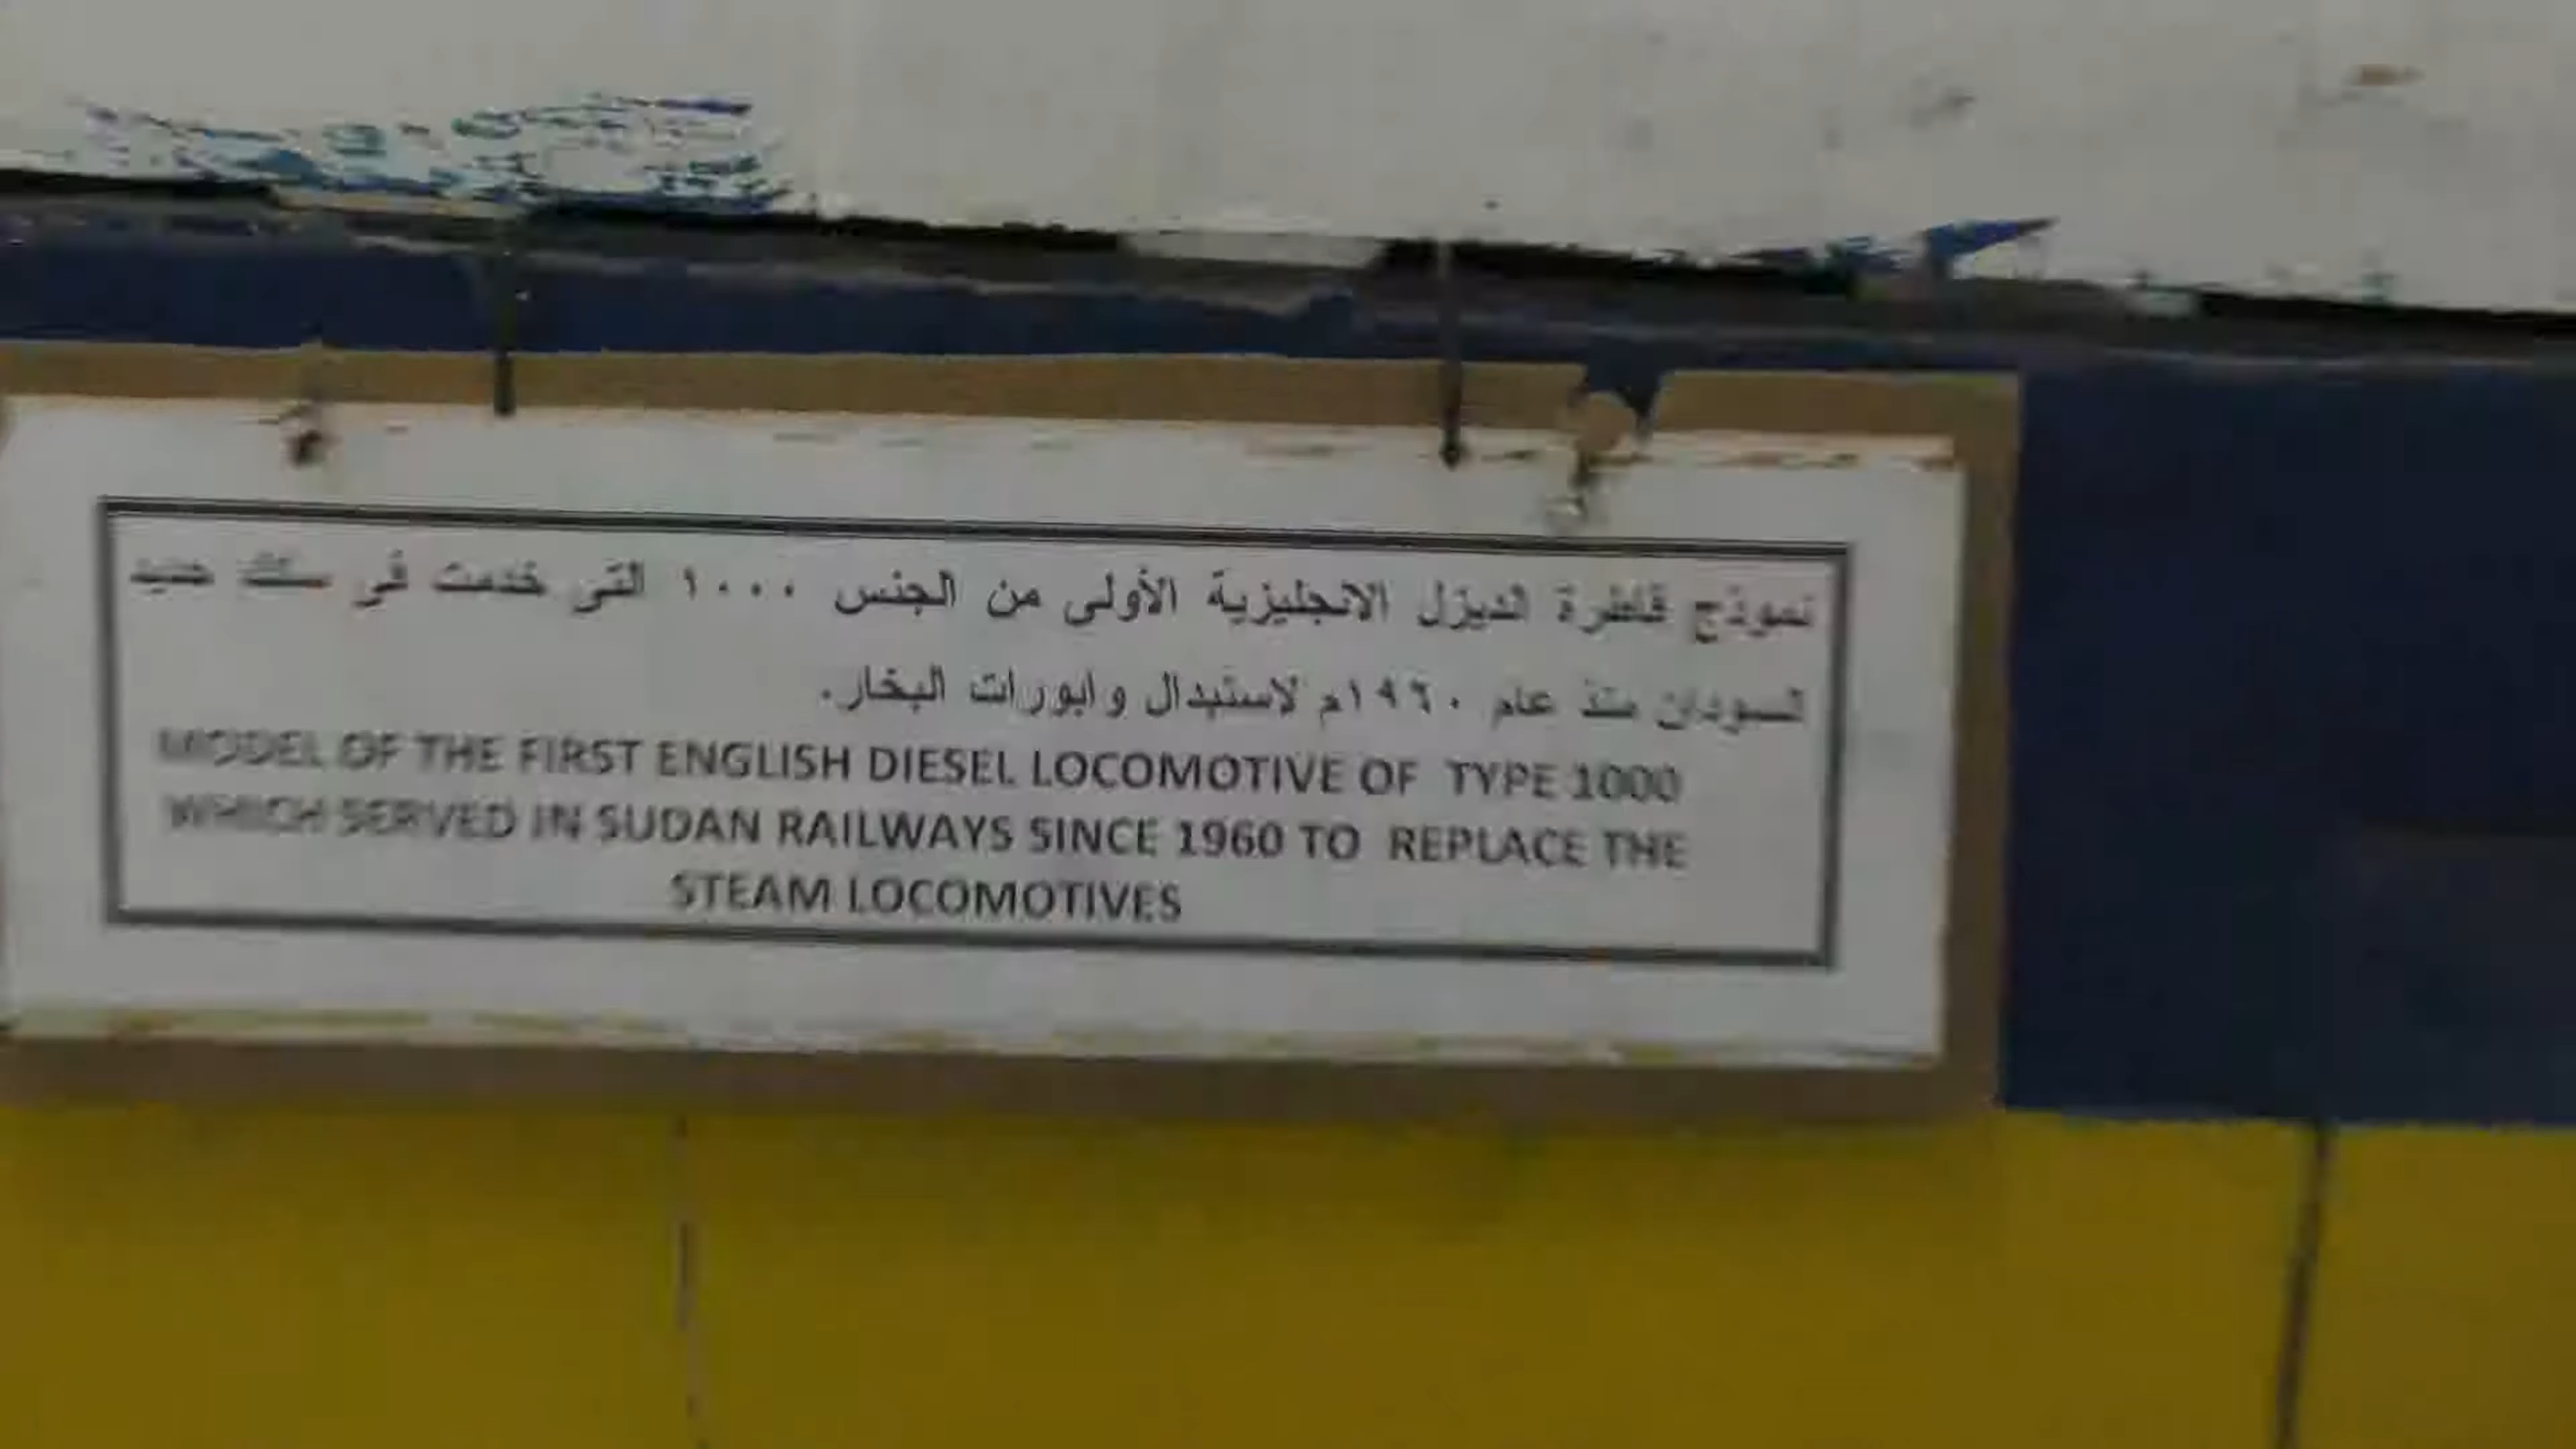 نموذج قاطرة الديزل الانجليزية الأولى من الجنس ١٠٠٠ التى خدمت في سكك حديد
السودان منذ عام ١٩٦٠م لاستبدال وابورات البخار.
MODEL OF THE FIRST ENGLISH DIESEL LOCOMOTIVE OF TYPE 1000
WHICH SERVED IN SUDAN RAILWAYS SINCE 1960 TO REPLACE THE
STEAM LOCOMOTIVES